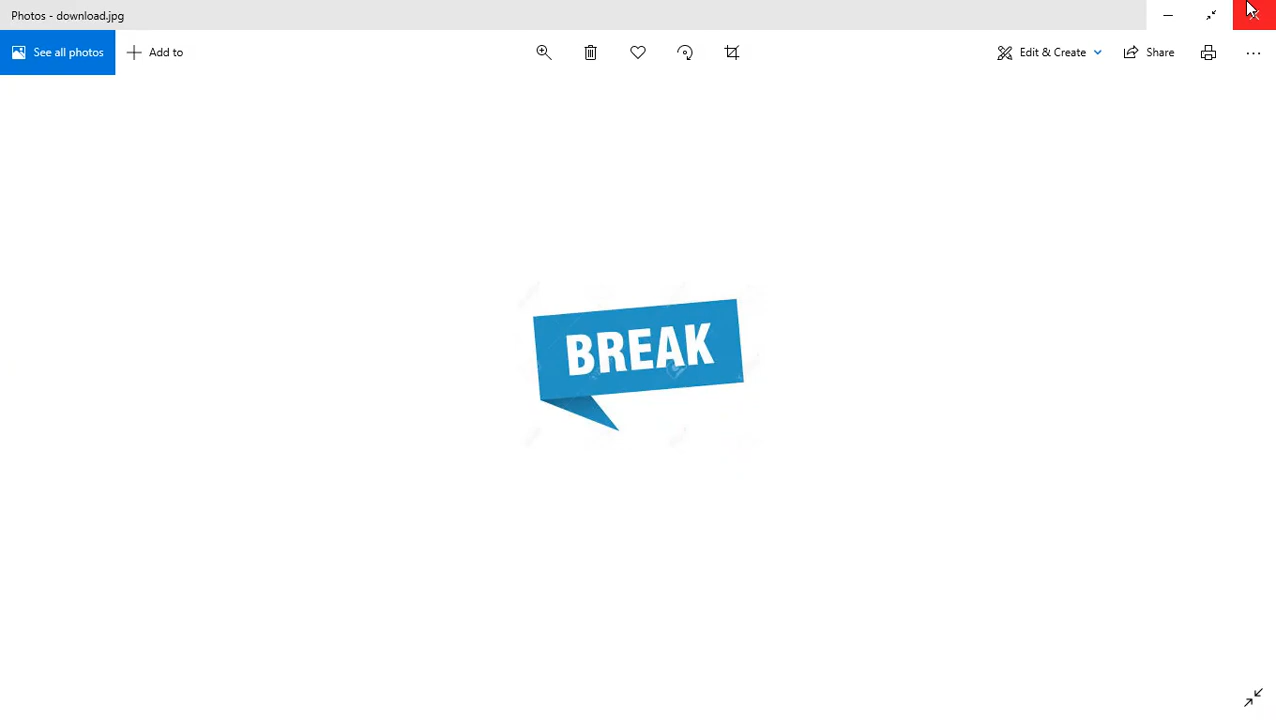 Photos - download.jpg
See all photos
Add to
Edit & Create
Share
BREAK